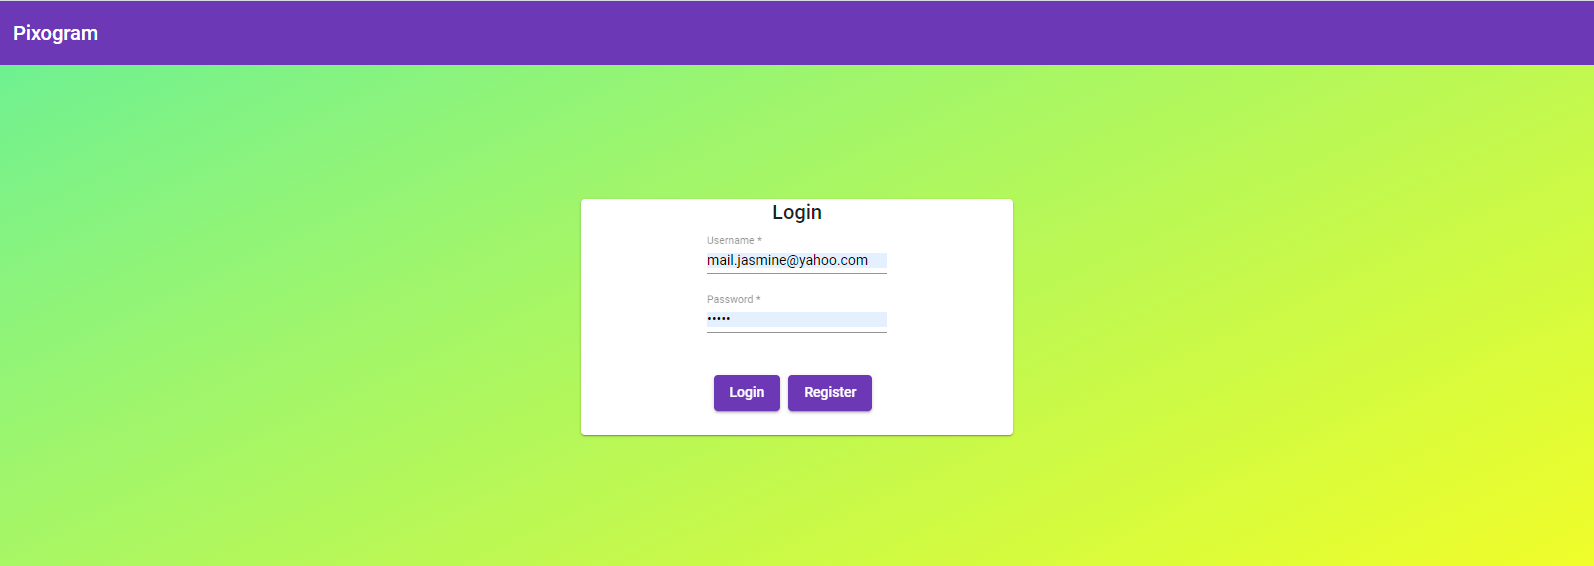 Pixogram
Login
Username *
mail.jasmine@yahoo.com
Password *
•••••
Login Register